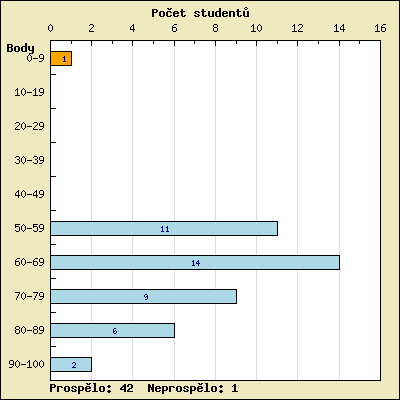 Počet studentů
0 2 4 6 8 10 12 14 16
Body
0-9 1
10-19
20-29
30-39
40-49
50-59 11
60-69 14
70-79 9
80-89 6
90-100 2
Prospělo: 42 Neprospělo: 1